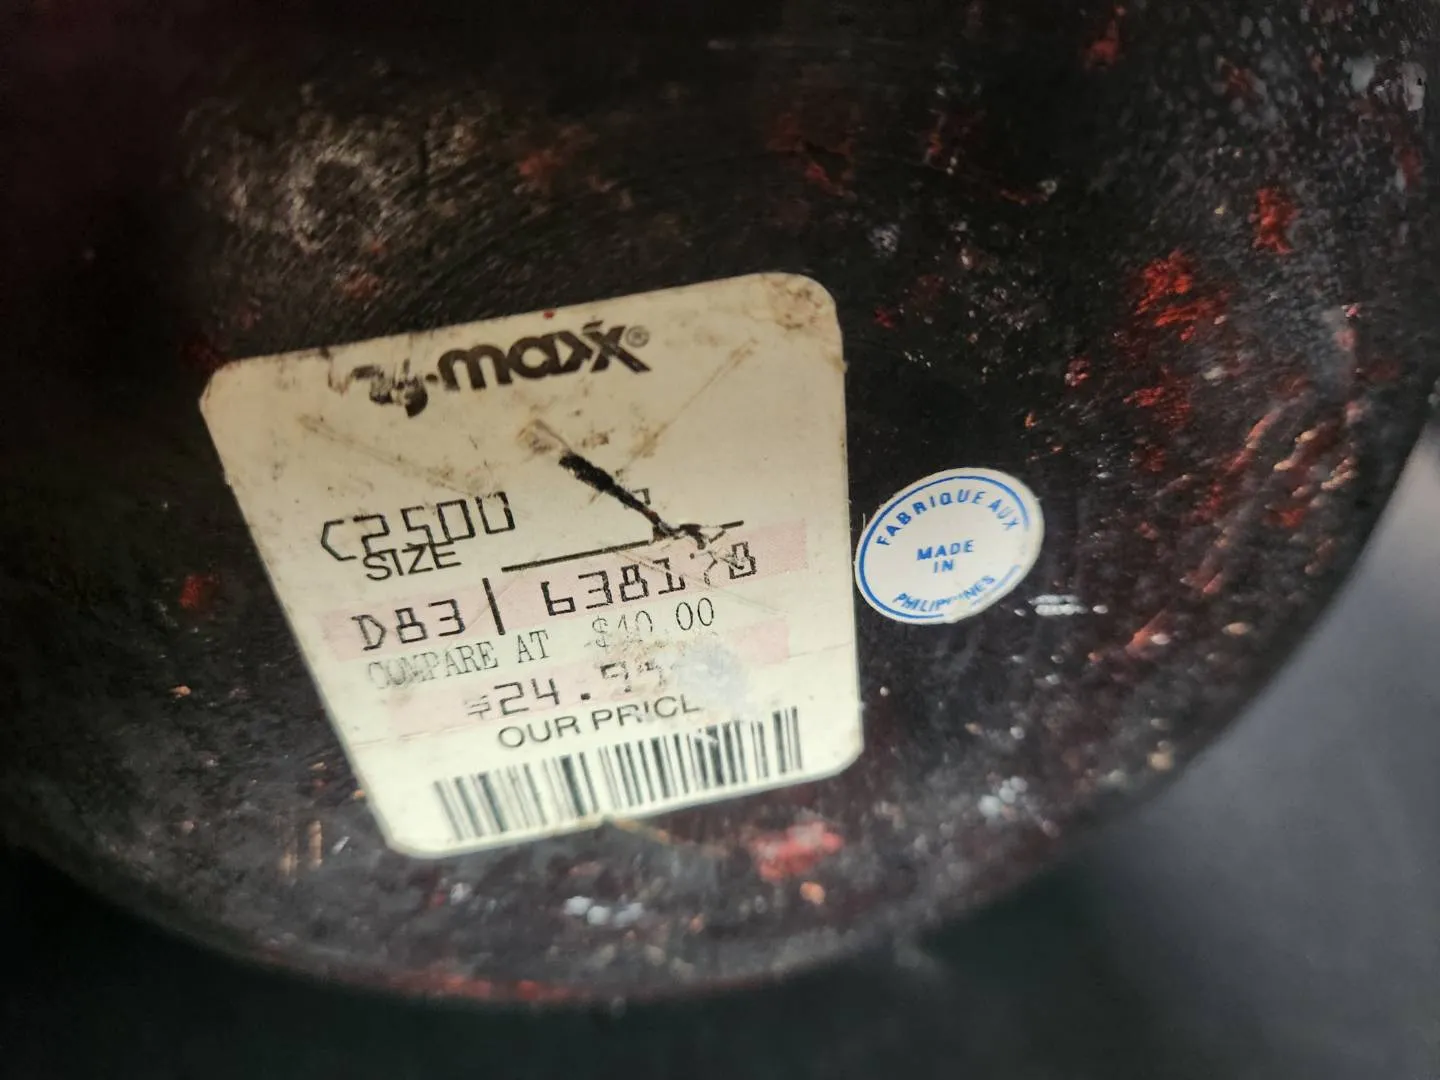 maxx®
C2500
SIZE
D83 638178
COMPARE AT $40.00
$24.99
OUR PRICE
FABRIQUE AUX
MADE
IN
PHILIPPINES